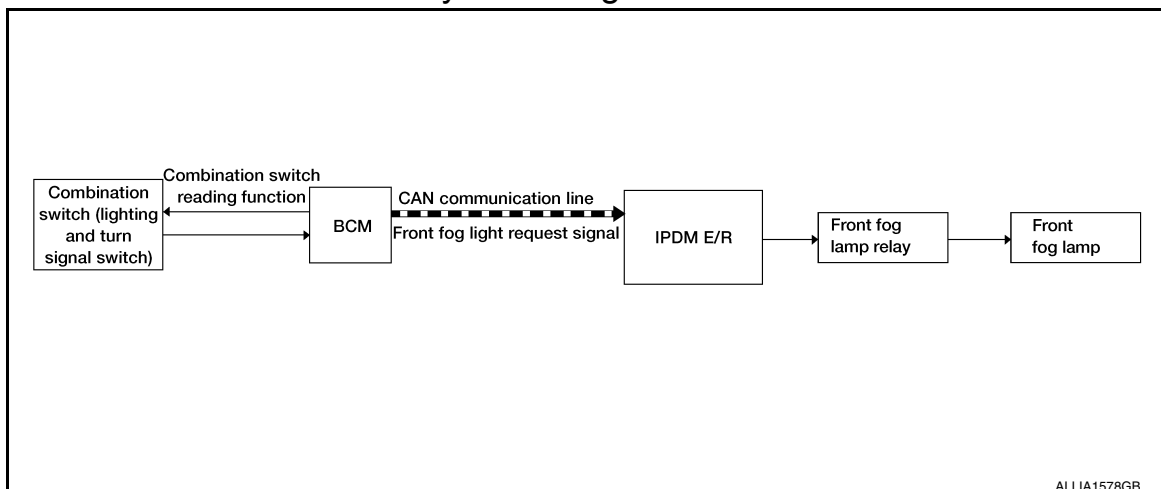 Combination switch
reading function
Combination
switch (lighting
and turn
signal switch)
BCM
CAN communication line
Front fog light request signal
IPDM E/R
Front fog
lamp relay
Front
fog lamp
ALLIA1578GB